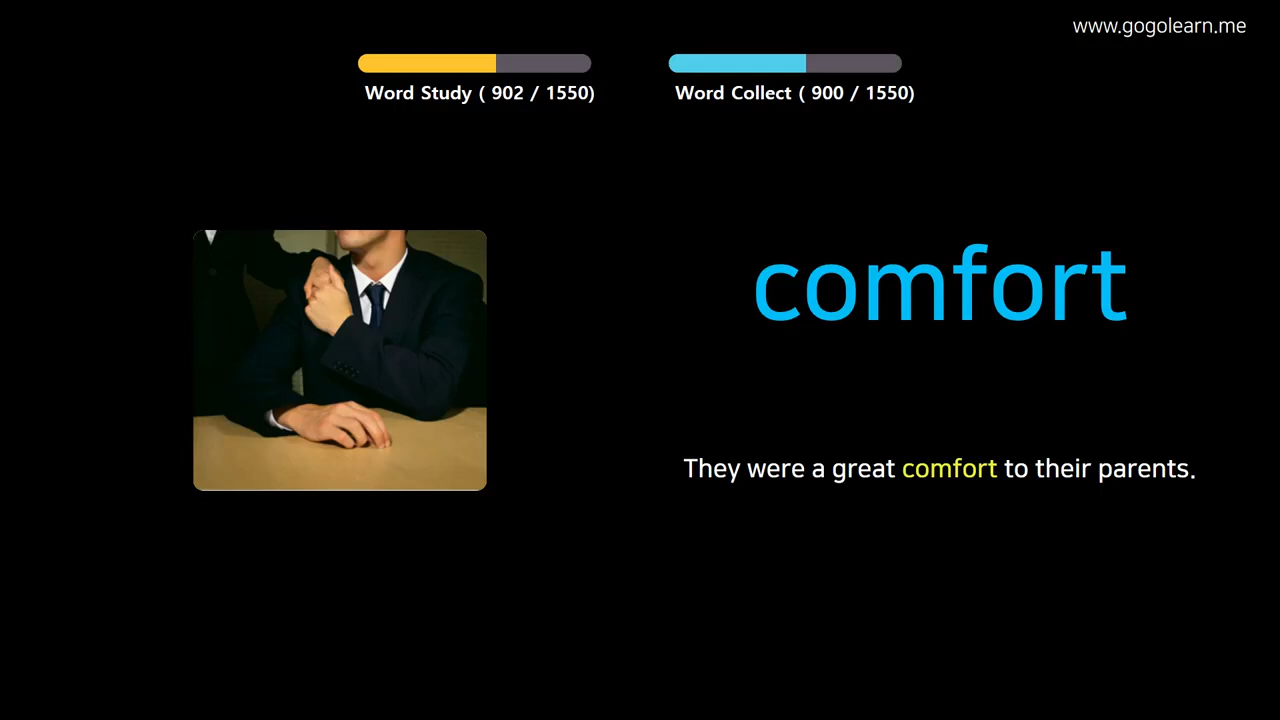 www.gogolearn.me
Word Study ( 902 / 1550)
Word Collect ( 900 / 1550)
comfort
They were a great comfort to their parents.